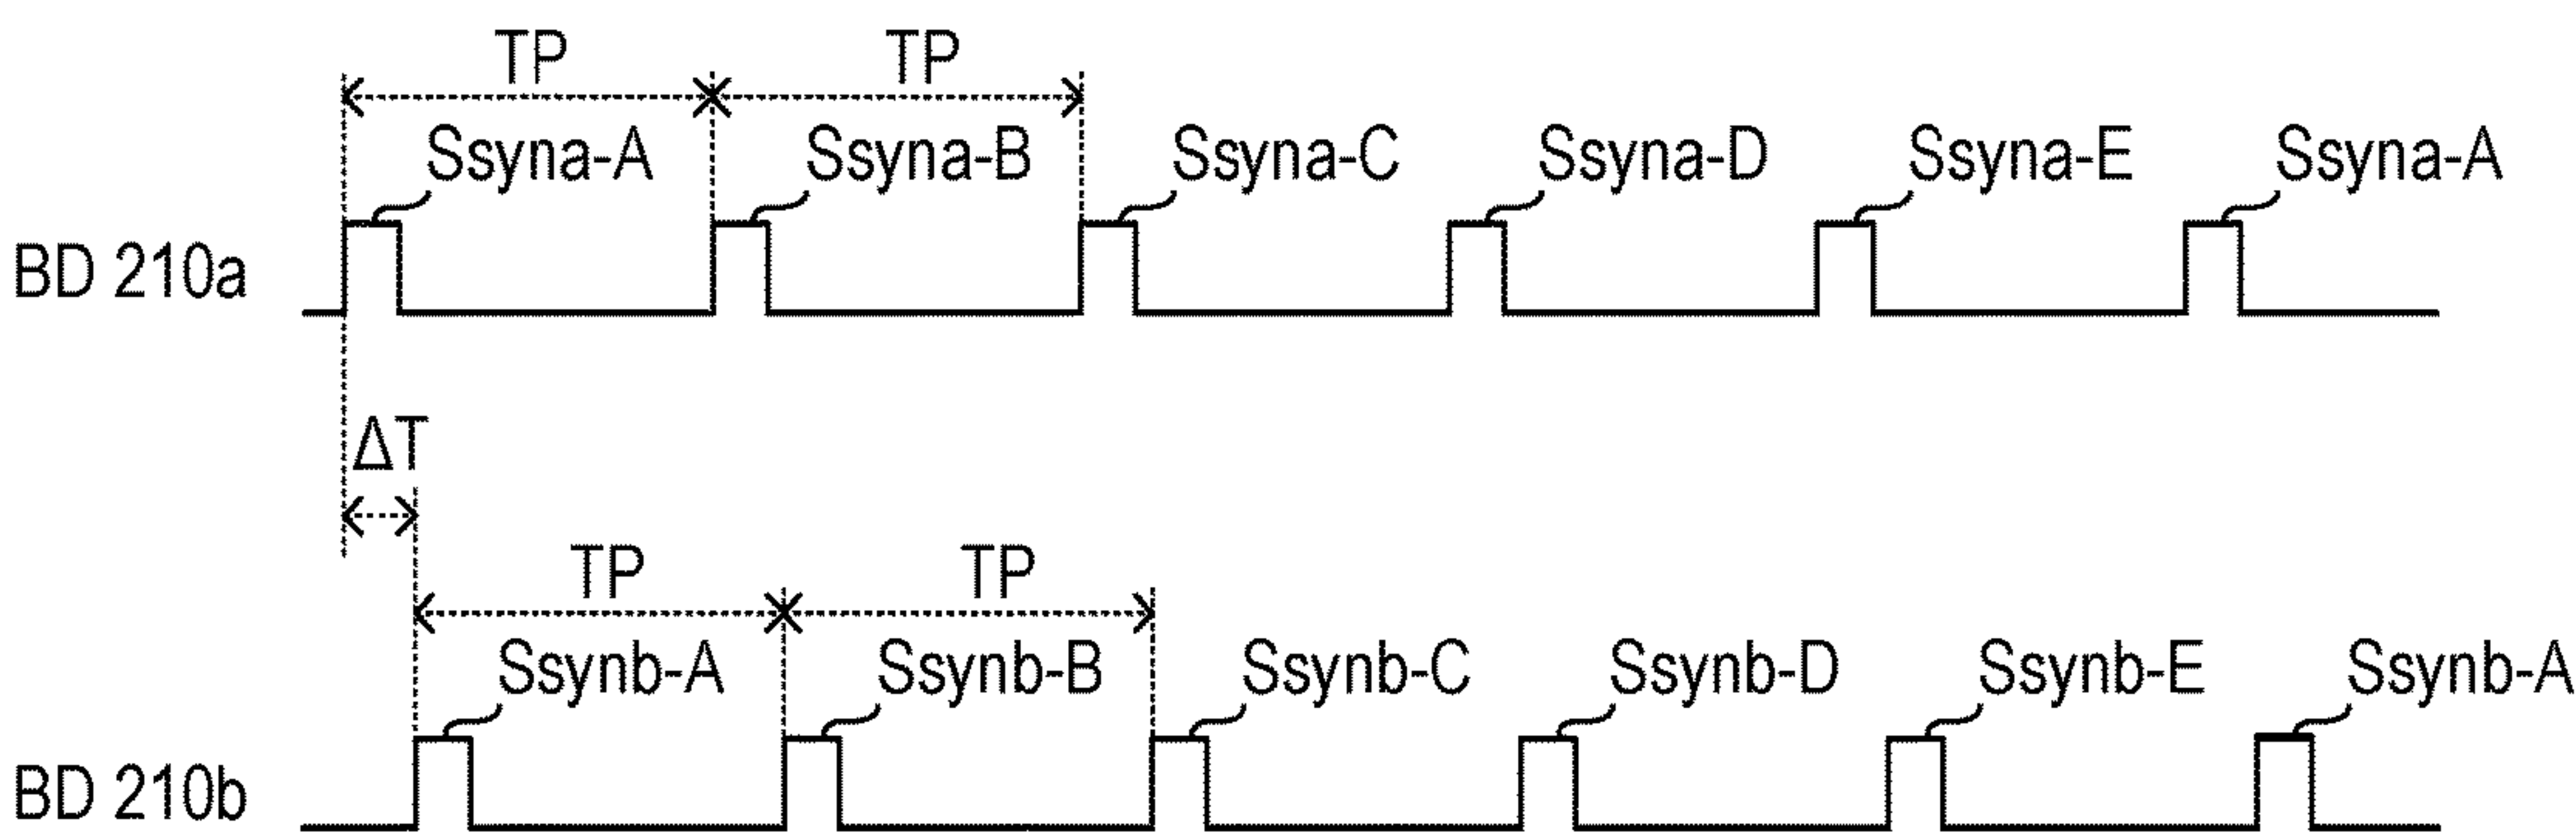 TP TP
Ssyna-A Ssyna-B Ssyna-C Ssyna-D Ssyna-E Ssyna-A
BD 210a
ΔT
TP TP
Ssynb-A Ssynb-B Ssynb-C Ssynb-D Ssynb-E Ssynb-A
BD 210b